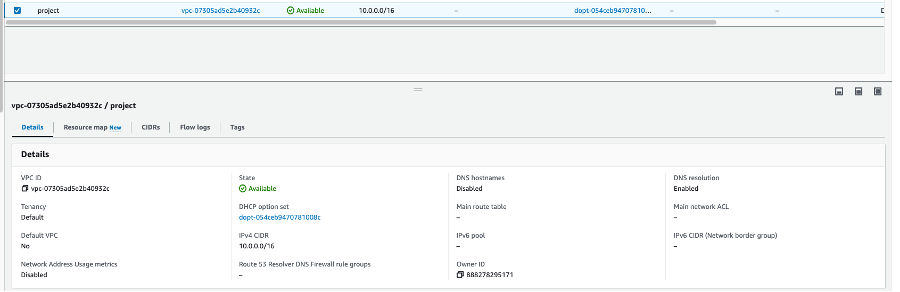 project vpc-07305ad5e2b40932c Available 10.0.0.0/16 – dopt-054ceb94707810... – –
vpc-07305ad5e2b40932c / project
Details Resource map New CIDRs Flow logs Tags
Details
VPC ID State DNS hostnames DNS resolution
vpc-07305ad5e2b40932c Available Disabled Enabled
Tenancy DHCP option set Main route table Main network ACL
Default dopt-054ceb9470781008c – –
Default VPC IPv4 CIDR IPv6 pool IPv6 CIDR (Network border group)
No 10.0.0.0/16 – –
Network Address Usage metrics Route 53 Resolver DNS Firewall rule groups Owner ID
Disabled – 888278295171